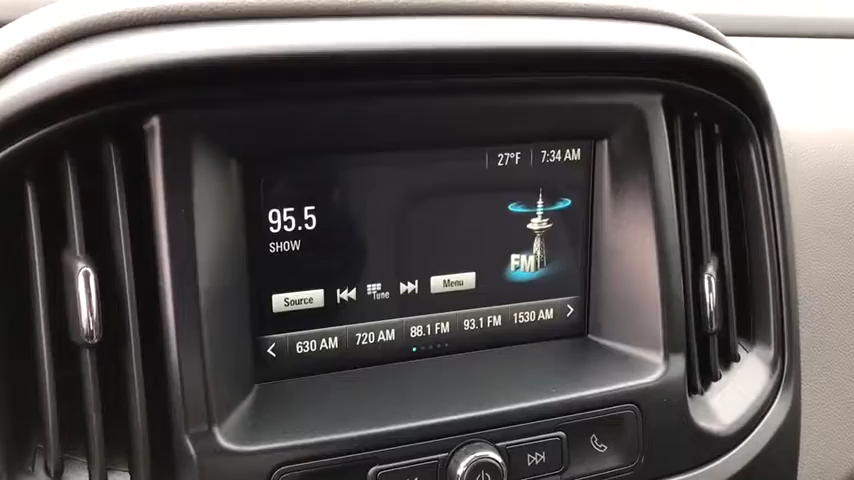 27°F 7:34 AM
95.5
SHOW
FM
Source Tune Menu
630 AM 720 AM 88.1 FM 93.1 FM 1530 AM